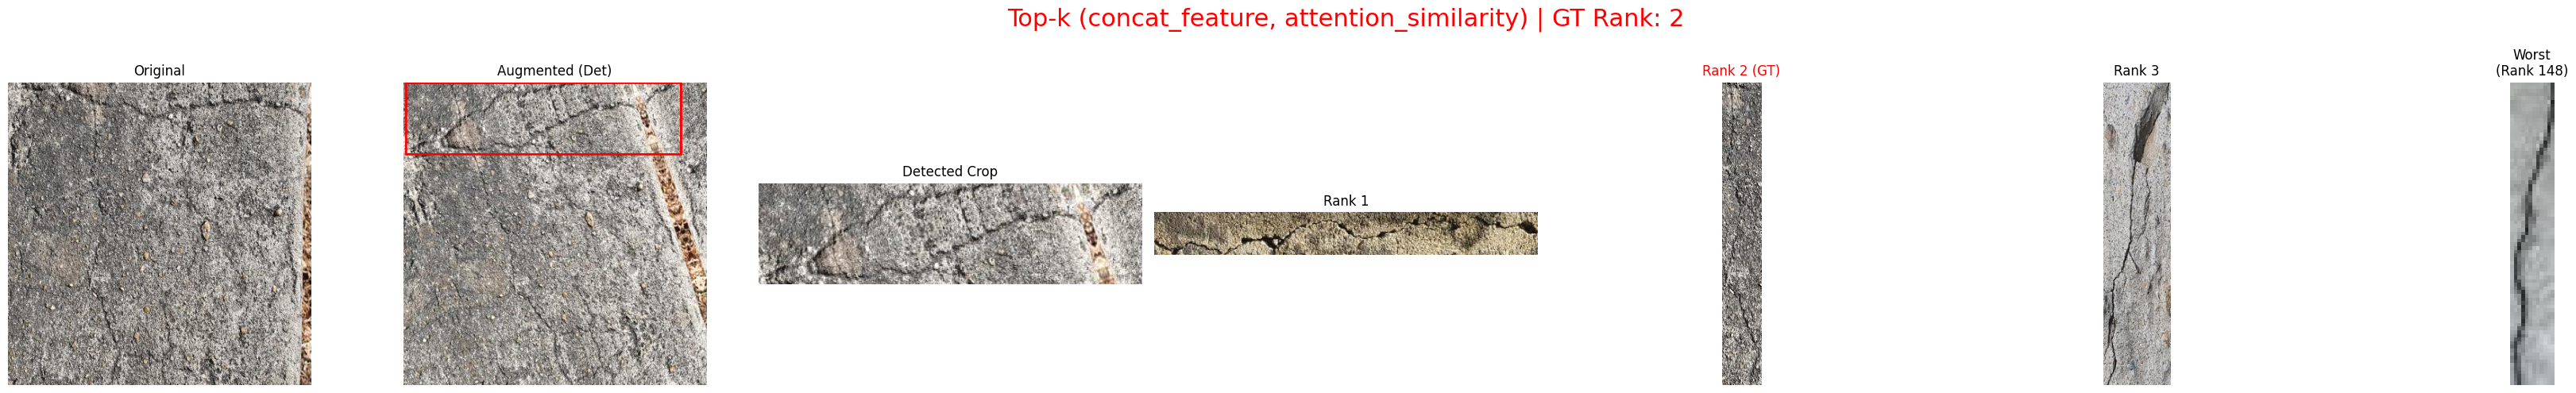 Top-k (concat_feature, attention_similarity) | GT Rank: 2
Original
Augmented (Det)
Detected Crop
Rank 1
Rank 2 (GT)
Rank 3
Worst
(Rank 148)